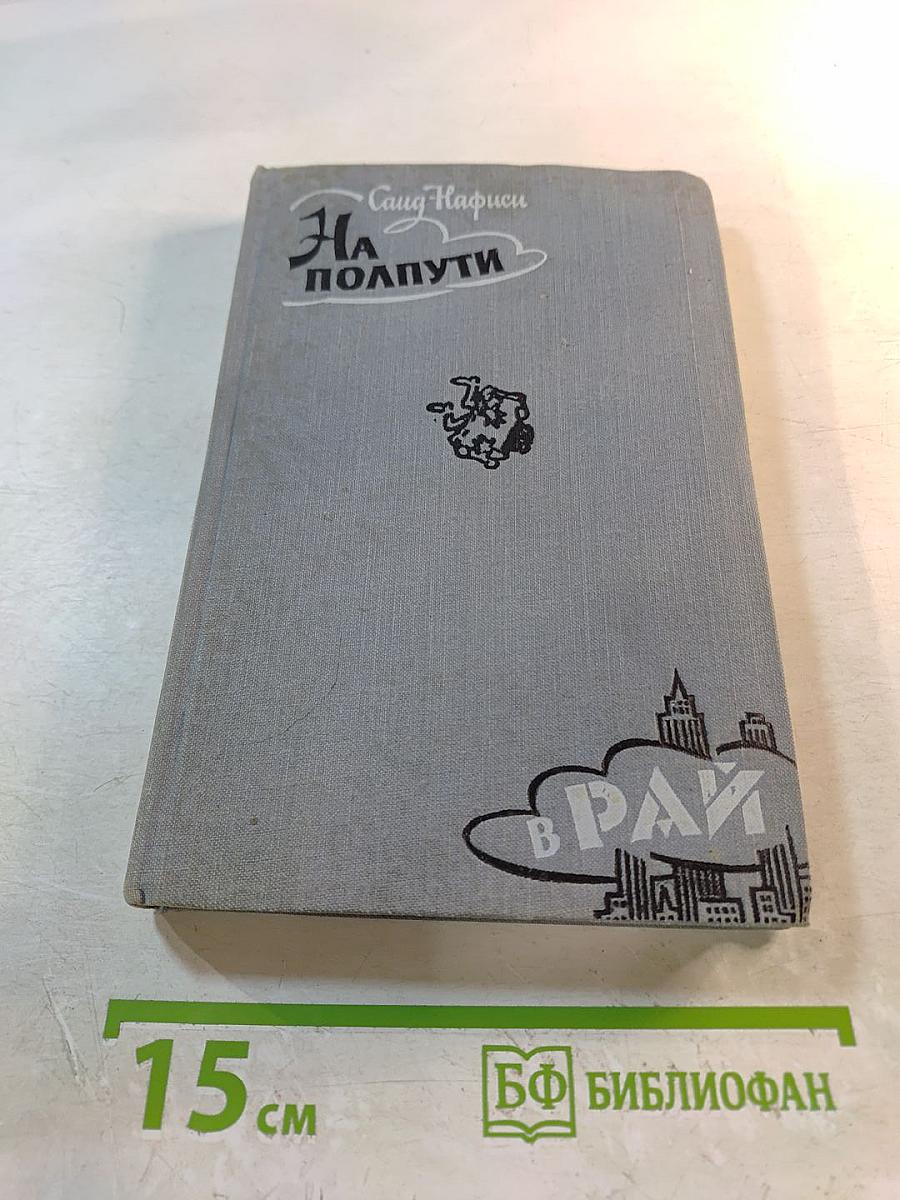 Саид-Нафиси
На
полпути
в РАЙ
15 см
БФ БИБЛИОФАН